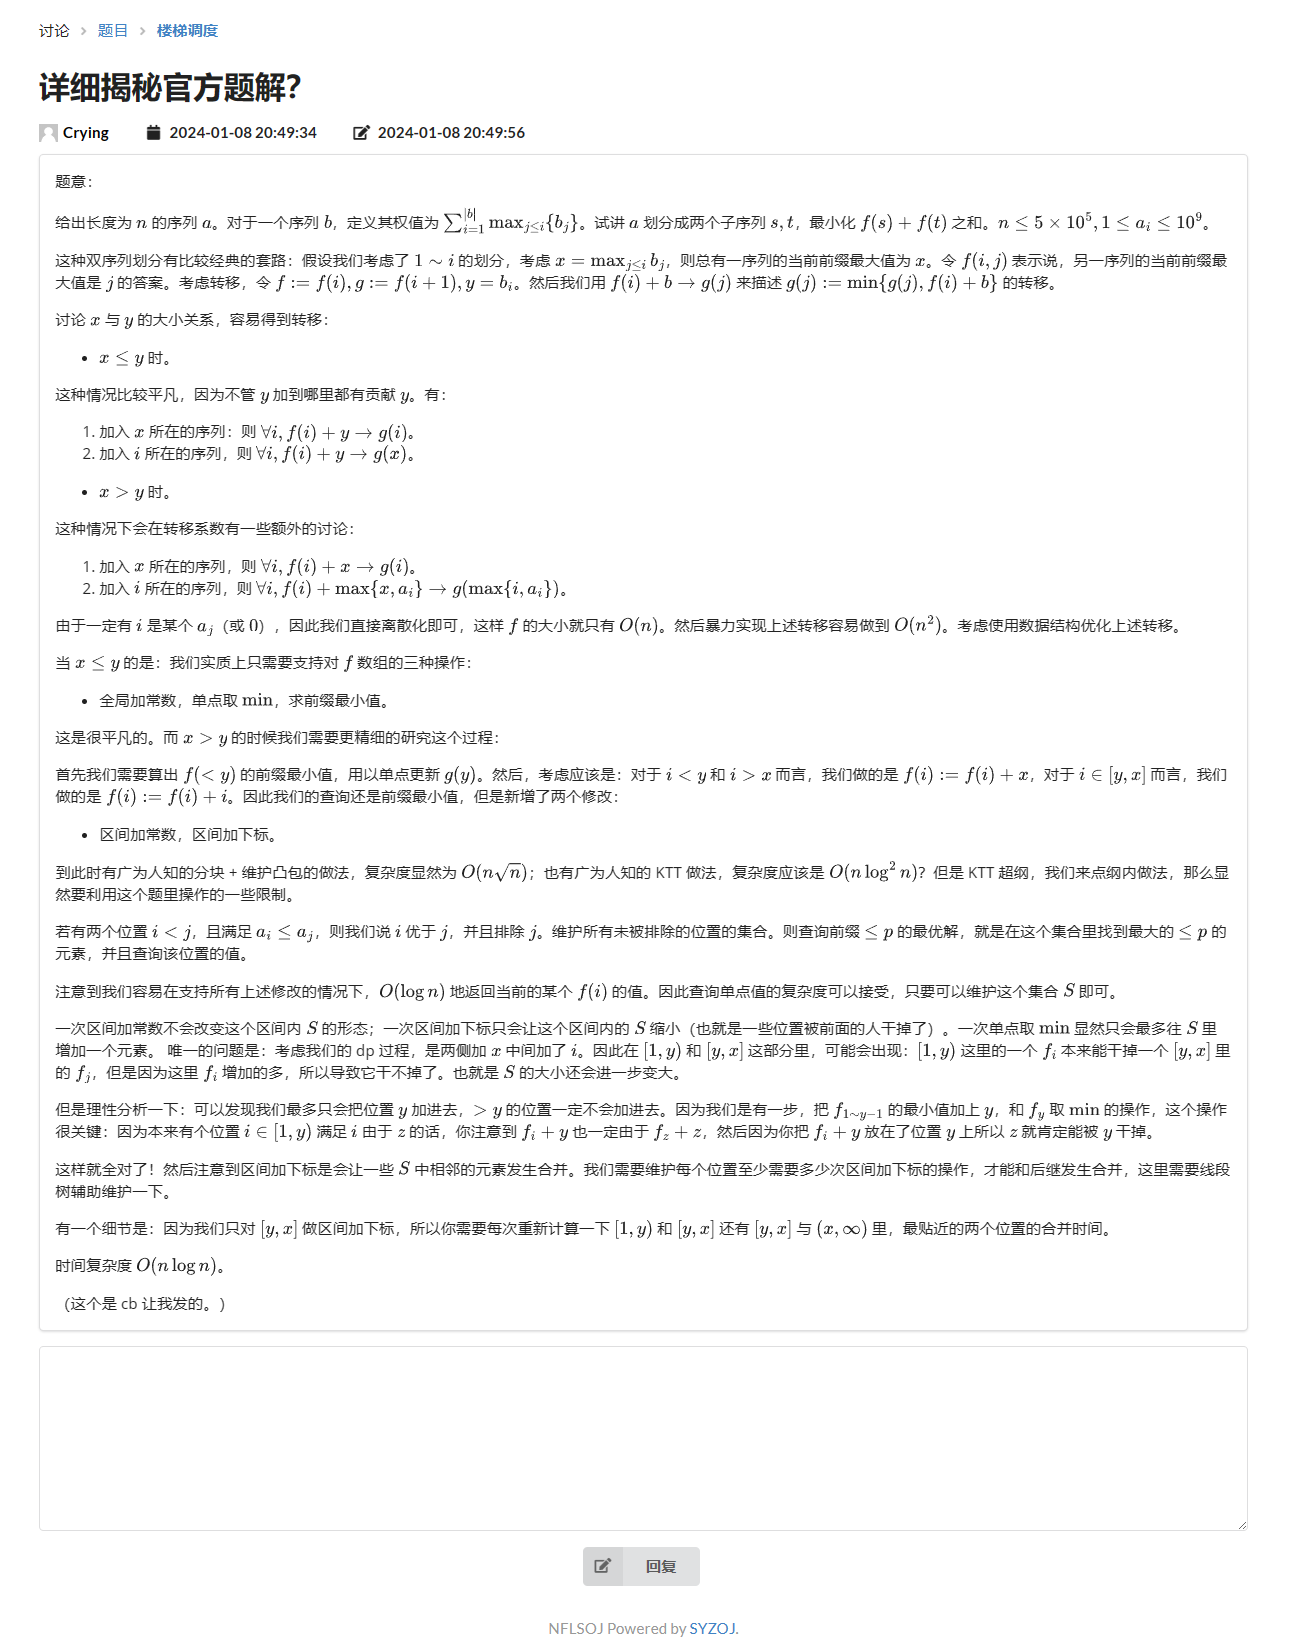 讨论 › 题目 › 楼梯调度
详细揭秘官方题解？
Crying 2024-01-08 20:49:34 2024-01-08 20:49:56
题意：
给出长度为 $n$ 的序列 $a$。对于一个序列 $b$，定义其权值为 $\sum_{i=1}^{|b|} \max_{j\le i}\{b_j\}$。试讲 $a$ 划分成两个子序列 $s,t$，最小化 $f(s)+f(t)$ 之和。$n \le 5 \times 10^5, 1 \le a_i \le 10^9$。
这种双序列划分有比较经典的套路：假设我们考虑了 $1 \sim i$ 的划分，考虑 $x = \max_{j\le i} b_j$，则总有一序列的当前前缀最大值为 $x$。令 $f(i,j)$ 表示说，另一序列的当前前缀最
大值是 $j$ 的答案。考虑转移，令 $f := f(i), g := f(i+1), y = b_i$。然后我们用 $f(i)+b \to g(j)$ 来描述 $g(j) := \min\{g(j), f(i)+b\}$ 的转移。
讨论 $x$ 与 $y$ 的大小关系，容易得到转移：
• $x \le y$ 时。
这种情况比较平凡，因为不管 $y$ 加到哪里都有贡献 $y$。有：
1. 加入 $x$ 所在的序列：则 $\forall i, f(i)+y \to g(i)$。
2. 加入 $i$ 所在的序列，则 $\forall i, f(i)+y \to g(x)$。
• $x > y$ 时。
这种情况下会在转移系数有一些额外的讨论：
1. 加入 $x$ 所在的序列，则 $\forall i, f(i)+x \to g(i)$。
2. 加入 $i$ 所在的序列，则 $\forall i, f(i)+\max\{x,a_i\} \to g(\max\{i,a_i\})$。
由于一定有 $i$ 是某个 $a_j$（或 $0$），因此我们直接离散化即可，这样 $f$ 的大小就只有 $O(n)$。然后暴力实现上述转移容易做到 $O(n^2)$。考虑使用数据结构优化上述转移。
当 $x \le y$ 的是：我们实质上只需要支持对 $f$ 数组的三种操作：
• 全局加常数，单点取 $\min$，求前缀最小值。
这是很平凡的。而 $x > y$ 的时候我们需要更精细的研究这个过程：
首先我们需要算出 $f(<y)$ 的前缀最小值，用以单点更新 $g(y)$。然后，考虑应该是：对于 $i<y$ 和 $i>x$ 而言，我们做的是 $f(i) := f(i)+x$，对于 $i \in [y,x]$ 而言，我们
做的是 $f(i) := f(i)+i$。因此我们的查询还是前缀最小值，但是新增了两个修改：
• 区间加常数，区间加下标。
到此时有广为人知的分块 + 维护凸包的做法，复杂度显然为 $O(n\sqrt{n})$；也有广为人知的 KTT 做法，复杂度应该是 $O(n\log^2 n)$？但是 KTT 超纲，我们来点纲内做法，那么显
然要利用这个题里操作的一些限制。
若有两个位置 $i<j$，且满足 $a_i \le a_j$，则我们说 $i$ 优于 $j$，并且排除 $j$。维护所有未被排除的位置的集合。则查询前缀 $\le p$ 的最优解，就是在这个集合里找到最大的 $\le p$ 的
元素，并且查询该位置的值。
注意到我们容易在支持所有上述修改的情况下，$O(\log n)$ 地返回当前的某个 $f(i)$ 的值。因此查询单点值的复杂度可以接受，只要可以维护这个集合 $S$ 即可。
一次区间加常数不会改变这个区间内 $S$ 的形态；一次区间加下标只会让这个区间内的 $S$ 缩小（也就是一些位置被前面的人干掉了）。一次单点取 $\min$ 显然只会最多往 $S$ 里
增加一个元素。 唯一的问题是：考虑我们的 dp 过程，是两侧加 $x$ 中间加了 $i$。因此在 $[1,y)$ 和 $[y,x]$ 这部分里，可能会出现：$[1,y)$ 这里的一个 $f_i$ 本来能干掉一个 $[y,x]$ 里
的 $f_j$，但是因为这里 $f_i$ 增加的多，所以导致它干不掉了。也就是 $S$ 的大小还会进一步变大。
但是理性分析一下：可以发现我们最多只会把位置 $y$ 加进去，$>y$ 的位置一定不会加进去。因为我们是有一步，把 $f_{1\sim y-1}$ 的最小值加上 $y$，和 $f_y$ 取 $\min$ 的操作，这个操作
很关键：因为本来有个位置 $i \in [1,y)$ 满足 $i$ 由于 $z$ 的话，你注意到 $f_i+y$ 也一定由于 $f_z+z$，然后因为你把 $f_i+y$ 放在了位置 $y$ 上所以 $z$ 就肯定能被 $y$ 干掉。
这样就全对了！然后注意到区间加下标是会让一些 $S$ 中相邻的元素发生合并。我们需要维护每个位置至少需要多少次区间加下标的操作，才能和后继发生合并，这里需要线段
树辅助维护一下。
有一个细节是：因为我们只对 $[y,x]$ 做区间加下标，所以你需要每次重新计算一下 $[1,y)$ 和 $[y,x]$ 还有 $[y,x]$ 与 $(x,\infty)$ 里，最贴近的两个位置的合并时间。
时间复杂度 $O(n\log n)$。
（这个是 cb 让我发的。）
回复
NFLSOJ Powered by SYZOJ.